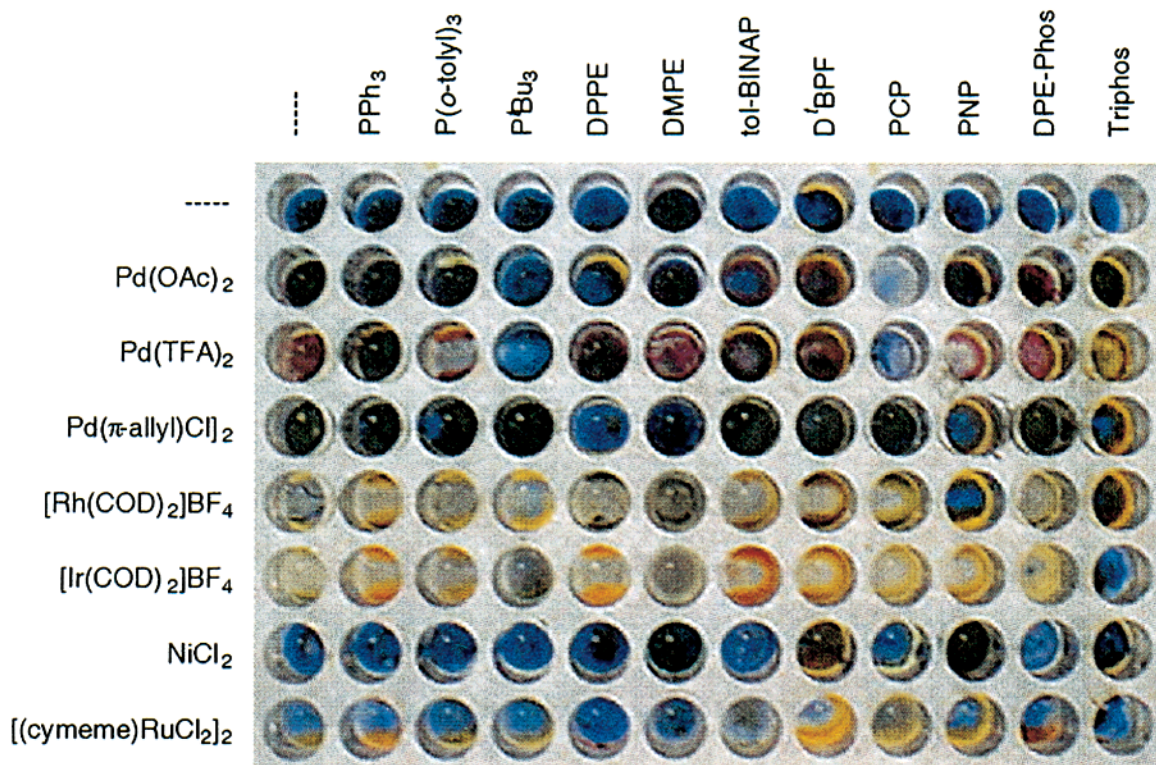 -----
PPh3
P(o-tolyl)3
PtBu3
DPPE
DMPE
tol-BINAP
DtBPF
PCP
PNP
DPE-Phos
Triphos
-----
Pd(OAc)2
Pd(TFA)2
Pd(π-allyl)Cl]2
[Rh(COD)2]BF4
[Ir(COD)2]BF4
NiCl2
[(cymeme)RuCl2]2